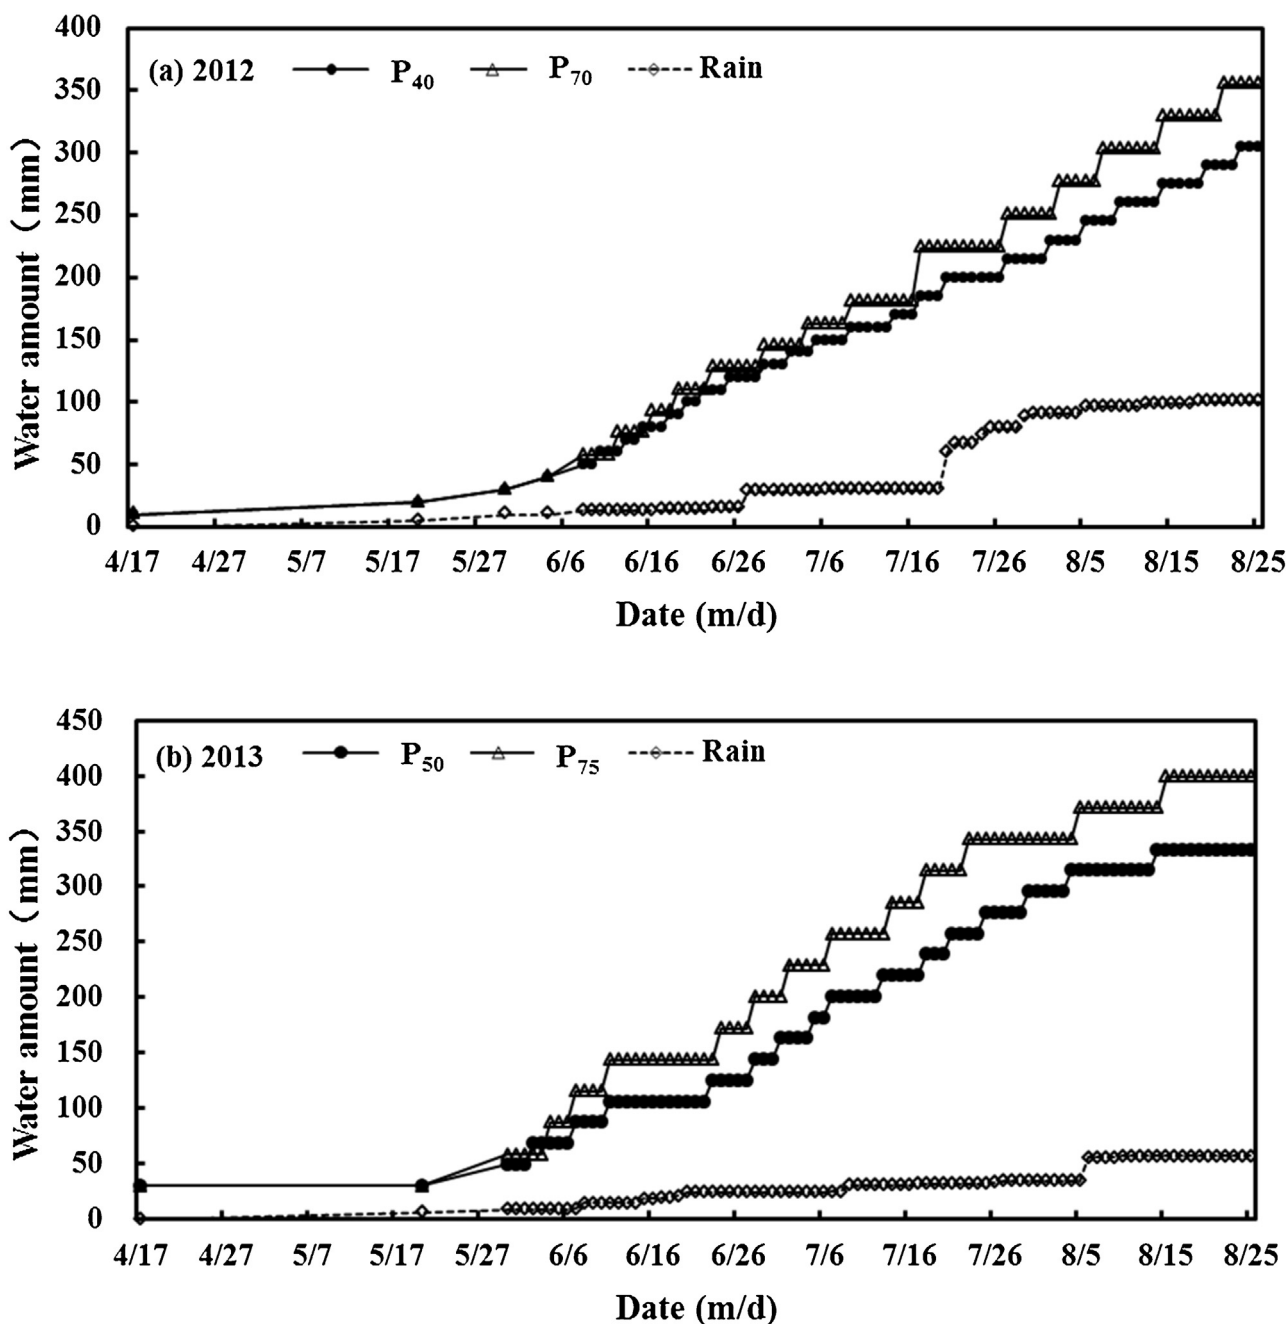 400
350
300
250
200
150
100
50
0
Water amount（mm）
(a) 2012 P40 P70 Rain
4/17 4/27 5/7 5/17 5/27 6/6 6/16 6/26 7/6 7/16 7/26 8/5 8/15 8/25
Date (m/d)
450
400
350
300
250
200
150
100
50
0
Water amount（mm）
(b) 2013 P50 P75 Rain
4/17 4/27 5/7 5/17 5/27 6/6 6/16 6/26 7/6 7/16 7/26 8/5 8/15 8/25
Date (m/d)